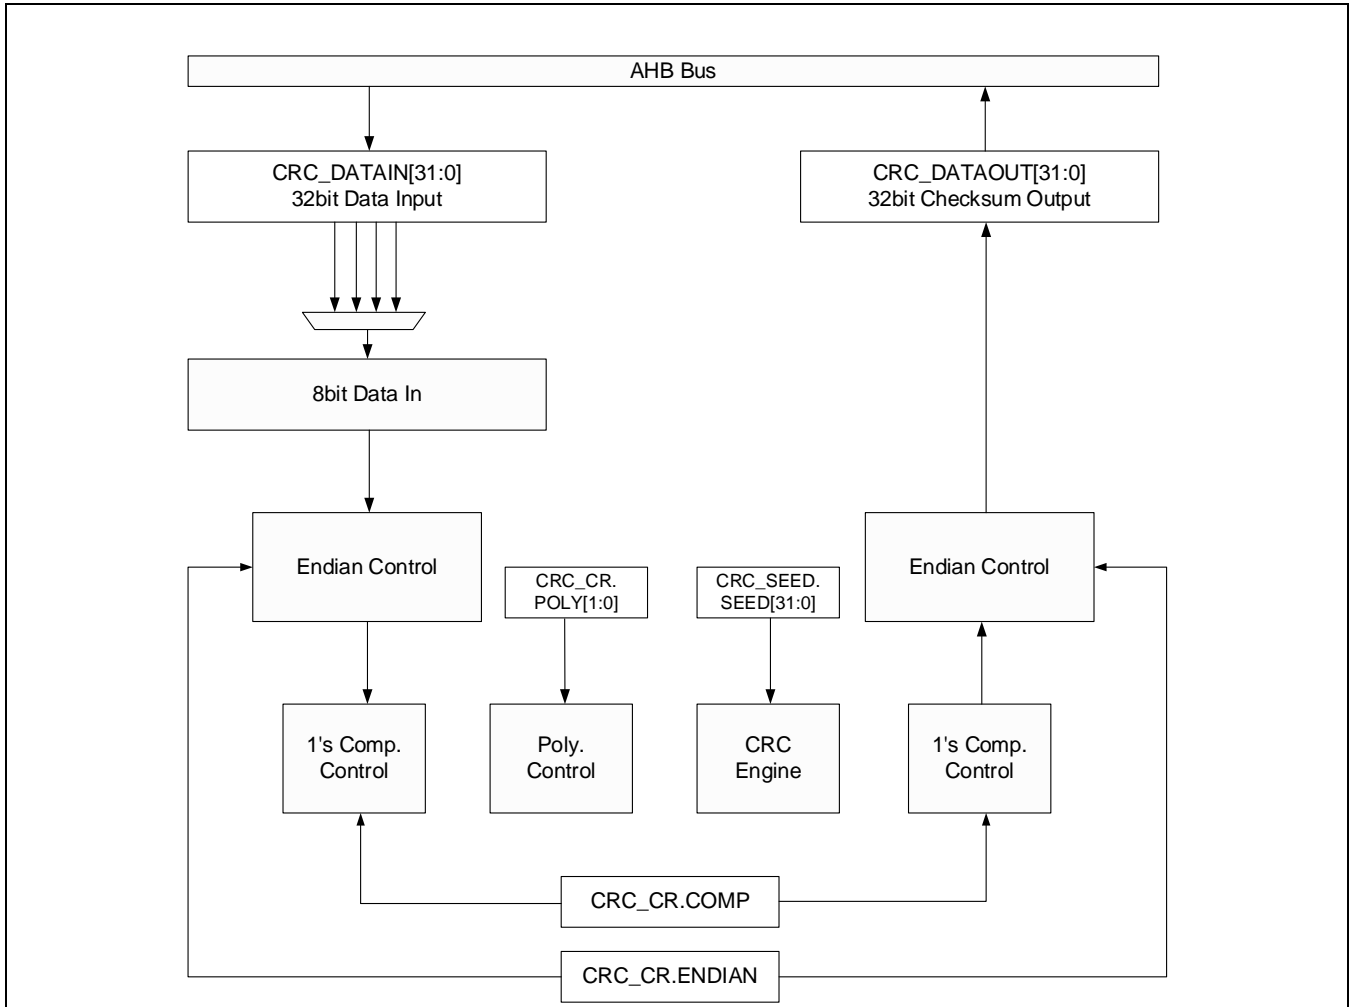 AHB Bus
CRC_DATAIN[31:0]
32bit Data Input
CRC_DATAOUT[31:0]
32bit Checksum Output
8bit Data In
Endian Control
CRC_CR.
POLY[1:0]
CRC_SEED.
SEED[31:0]
Endian Control
1's Comp.
Control
Poly.
Control
CRC
Engine
1's Comp.
Control
CRC_CR.COMP
CRC_CR.ENDIAN